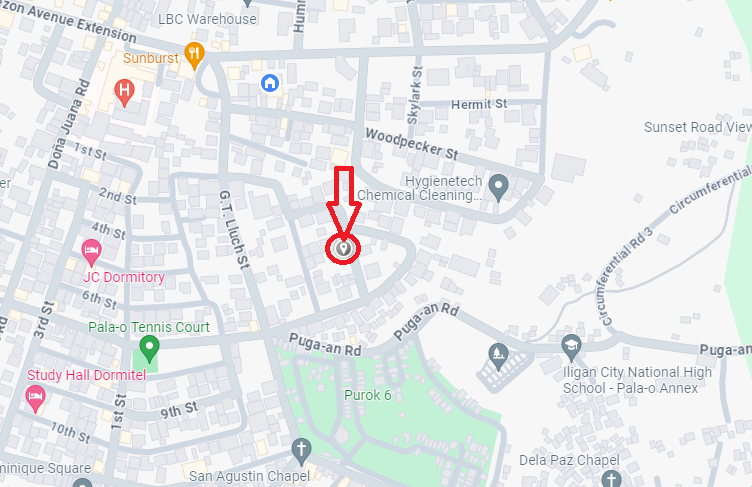 LBC Warehouse
zon Avenue Extension
Sunburst
Doña Juana Rd
Skylark St
Hermit St
Woodpecker St
Sunset Road View
1st St
2nd St
Hygienetech
Chemical Cleaning...
G.T. Lluch St
4th St
Circumferential
Circumferential Rd 3
H
JC Dormitory
6th St
3rd St
Pala-o Tennis Court
Puga-an Rd
Puga-an Rd
Puga-an
Iligan City National High
School - Pala-o Annex
Study Hall Dormitel
Purok 6
1st St
9th St
10th St
San Agustin Chapel
Dela Paz Chapel
minique Square